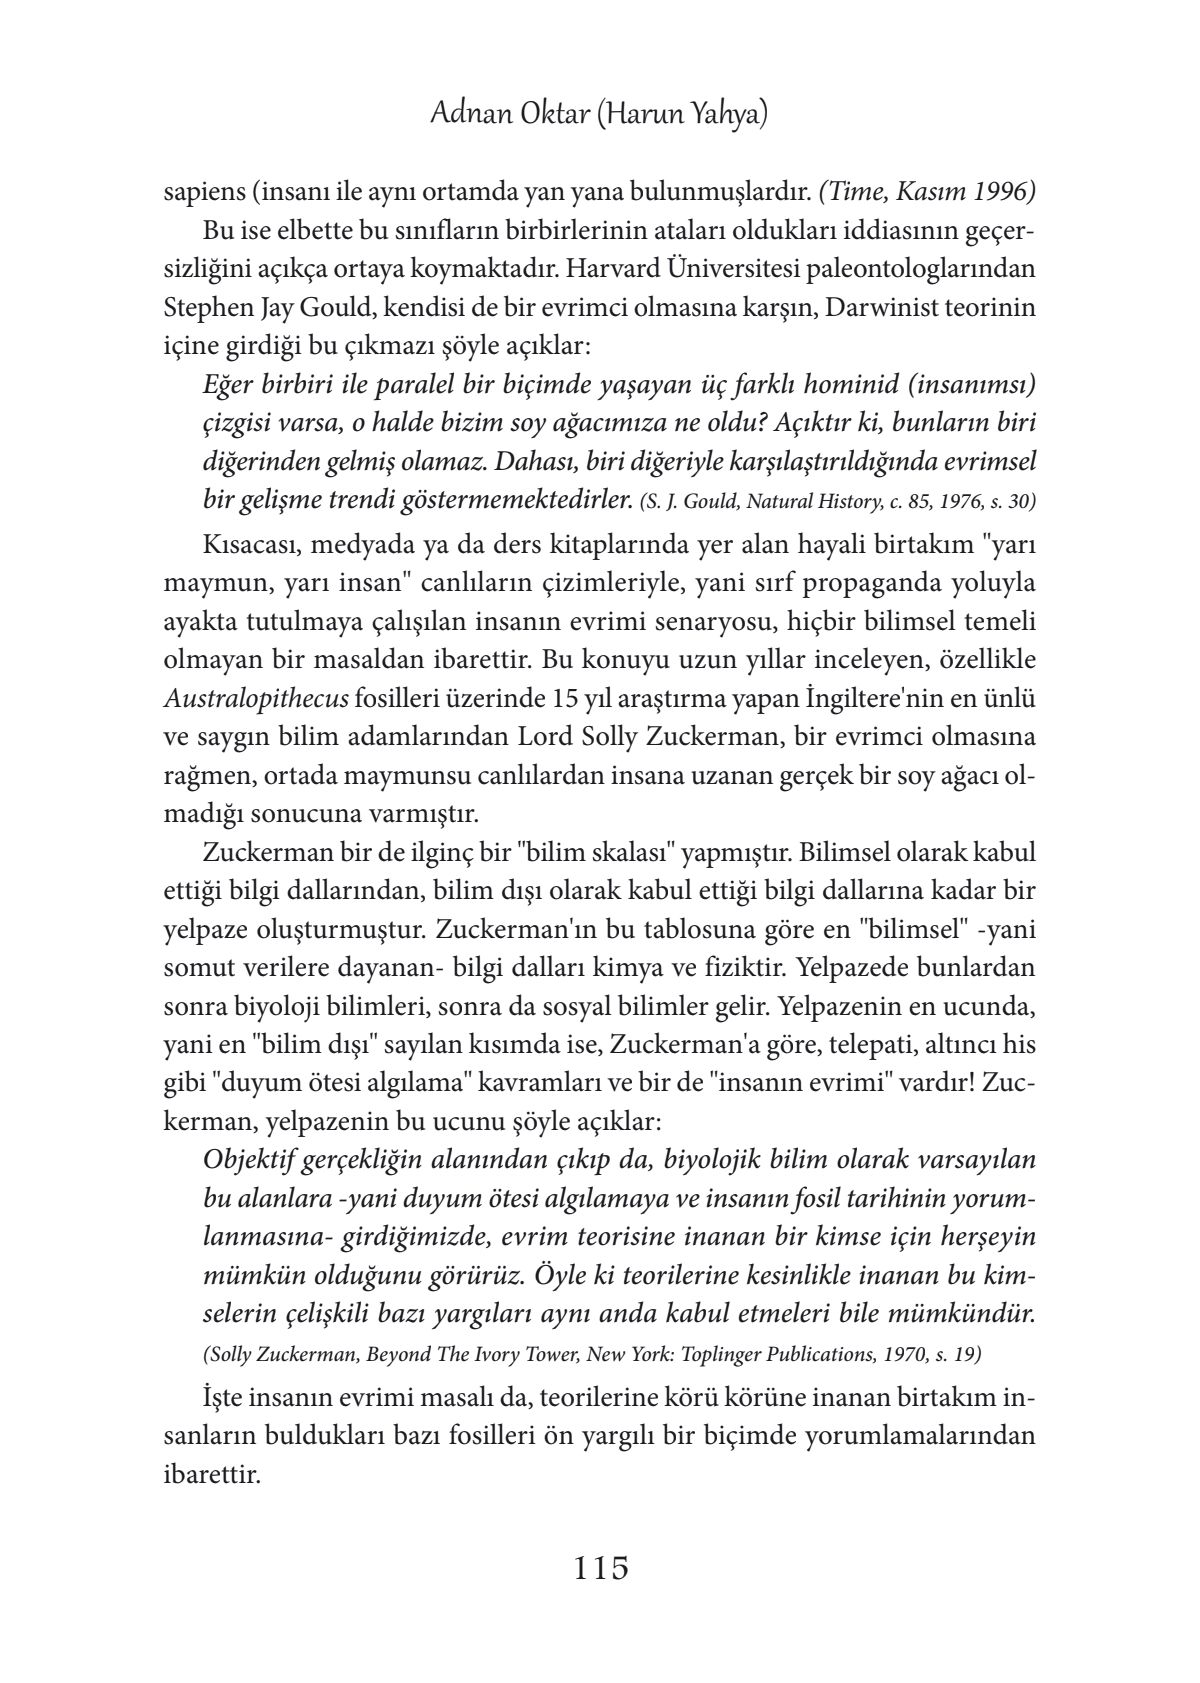 Adnan Oktar (Harun Yahya)
sapiens (insanı ile aynı ortamda yan yana bulunmuşlardır. (Time, Kasım 1996)
Bu ise elbette bu sınıfların birbirlerinin ataları oldukları iddiasının geçer-
sizliğini açıkça ortaya koymaktadır. Harvard Üniversitesi paleontologlarından
Stephen Jay Gould, kendisi de bir evrimci olmasına karşın, Darwinist teorinin
içine girdiği bu çıkmazı şöyle açıklar:
Eğer birbiri ile paralel bir biçimde yaşayan üç farklı hominid (insanımsı)
çizgisi varsa, o halde bizim soy ağacımıza ne oldu? Açıktır ki, bunların biri
diğerinden gelmiş olamaz. Dahası, biri diğeriyle karşılaştırıldığında evrimsel
bir gelişme trendi göstermemektedirler. (S. J. Gould, Natural History, c. 85, 1976, s. 30)
Kısacası, medyada ya da ders kitaplarında yer alan hayali birtakım "yarı
maymun, yarı insan" canlıların çizimleriyle, yani sırf propaganda yoluyla
ayakta tutulmaya çalışılan insanın evrimi senaryosu, hiçbir bilimsel temeli
olmayan bir masaldan ibarettir. Bu konuyu uzun yıllar inceleyen, özellikle
Australopithecus fosilleri üzerinde 15 yıl araştırma yapan İngiltere'nin en ünlü
ve saygın bilim adamlarından Lord Solly Zuckerman, bir evrimci olmasına
rağmen, ortada maymunsu canlılardan insana uzanan gerçek bir soy ağacı ol-
madığı sonucuna varmıştır.
Zuckerman bir de ilginç bir "bilim skalası" yapmıştır. Bilimsel olarak kabul
ettiği bilgi dallarından, bilim dışı olarak kabul ettiği bilgi dallarına kadar bir
yelpaze oluşturmuştur. Zuckerman'ın bu tablosuna göre en "bilimsel" -yani
somut verilere dayanan- bilgi dalları kimya ve fiziktir. Yelpazede bunlardan
sonra biyoloji bilimleri, sonra da sosyal bilimler gelir. Yelpazenin en ucunda,
yani en "bilim dışı" sayılan kısımda ise, Zuckerman'a göre, telepati, altıncı his
gibi "duyum ötesi algılama" kavramları ve bir de "insanın evrimi" vardır! Zuc-
kerman, yelpazenin bu ucunu şöyle açıklar:
Objektif gerçekliğin alanından çıkıp da, biyolojik bilim olarak varsayılan
bu alanlara -yani duyum ötesi algılamaya ve insanın fosil tarihinin yorum-
lanmasına- girdiğimizde, evrim teorisine inanan bir kimse için herşeyin
mümkün olduğunu görürüz. Öyle ki teorilerine kesinlikle inanan bu kim-
selerin çelişkili bazı yargıları aynı anda kabul etmeleri bile mümkündür.
(Solly Zuckerman, Beyond The Ivory Tower, New York: Toplinger Publications, 1970, s. 19)
İşte insanın evrimi masalı da, teorilerine körü körüne inanan birtakım in-
sanların buldukları bazı fosilleri ön yargılı bir biçimde yorumlamalarından
ibarettir.
115